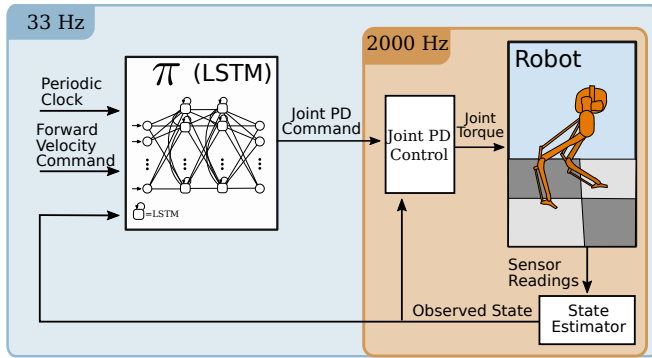 33 Hz
2000 Hz
π (LSTM)
Robot
Periodic
Clock
Forward
Velocity
Command
Joint PD
Command
Joint PD
Control
Joint
Torque
=LSTM
Sensor
Readings
Observed State
State
Estimator